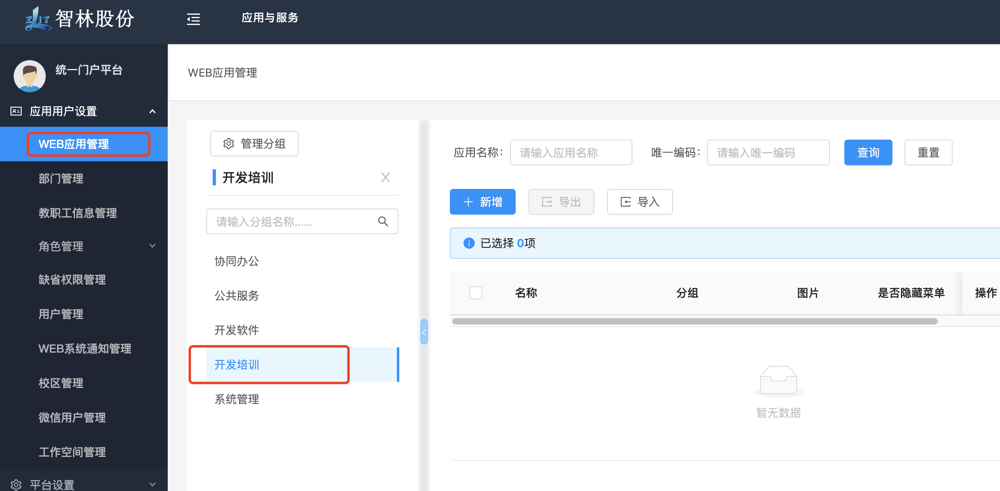 ZLIT 智林股份
应用与服务
统一门户平台
应用用户设置
WEB应用管理
部门管理
教职工信息管理
角色管理
缺省权限管理
用户管理
WEB系统通知管理
校区管理
微信用户管理
工作空间管理
平台设置
WEB应用管理
管理分组
开发培训
请输入分组名称......
协同办公
公共服务
开发软件
开发培训
系统管理
应用名称: 请输入应用名称 唯一编码: 请输入唯一编码 查询 重置
新增 导出 导入
已选择 0项
名称 分组 图片 是否隐藏菜单 操作
暂无数据